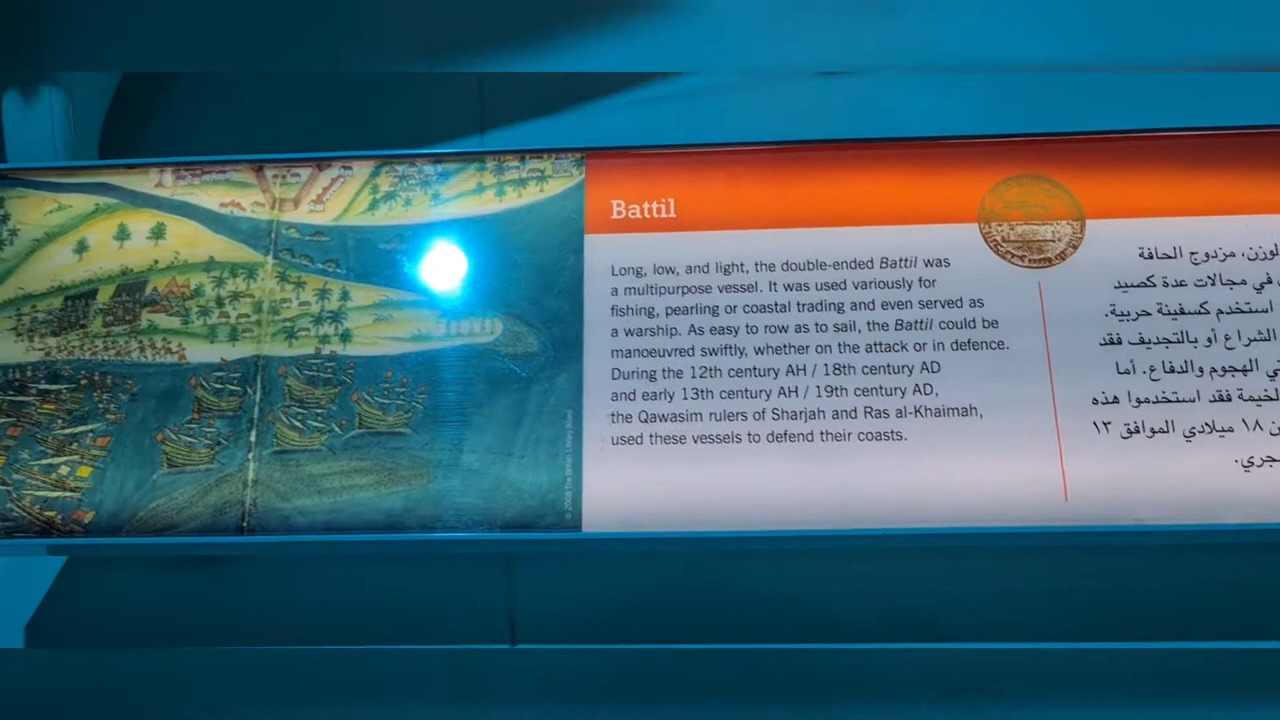 Battil
Long, low, and light, the double-ended Battil was
a multipurpose vessel. It was used variously for
fishing, pearling or coastal trading and even served as
a warship. As easy to row as to sail, the Battil could be
manoeuvred swiftly, whether on the attack or in defence.
During the 12th century AH / 18th century AD
and early 13th century AH / 19th century AD,
the Qawasim rulers of Sharjah and Ras al-Khaimah,
used these vessels to defend their coasts.
لوزن، مزدوج الحافة
في مجالات عدة كصيد
استخدم كسفينة حربية.
الشراع أو بالتجديف فقد
الهجوم والدفاع. أما
لخيمة فقد استخدموا هذه
١٨ ميلادي الموافق ١٣
© 2008 The British Library Board